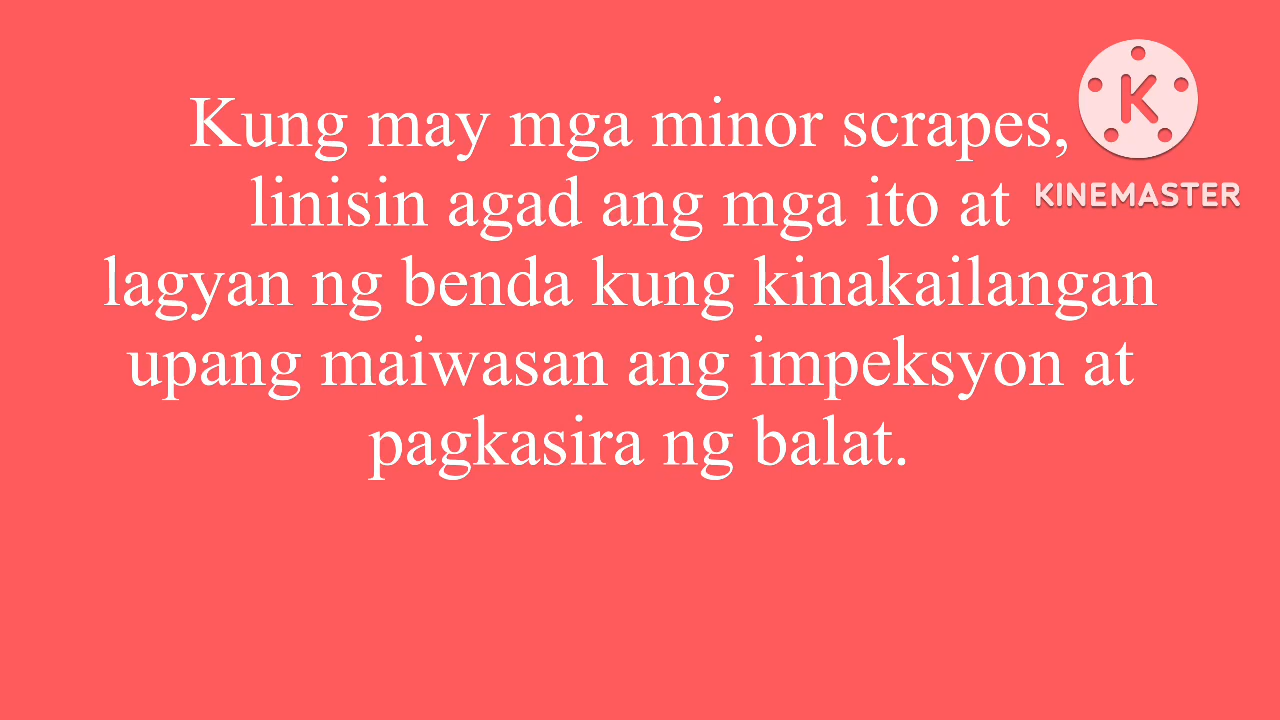 Kung may mga minor scrapes,
linisin agad ang mga ito at
lagyan ng benda kung kinakailangan
upang maiwasan ang impeksyon at
pagkasira ng balat.
K
KINEMASTER